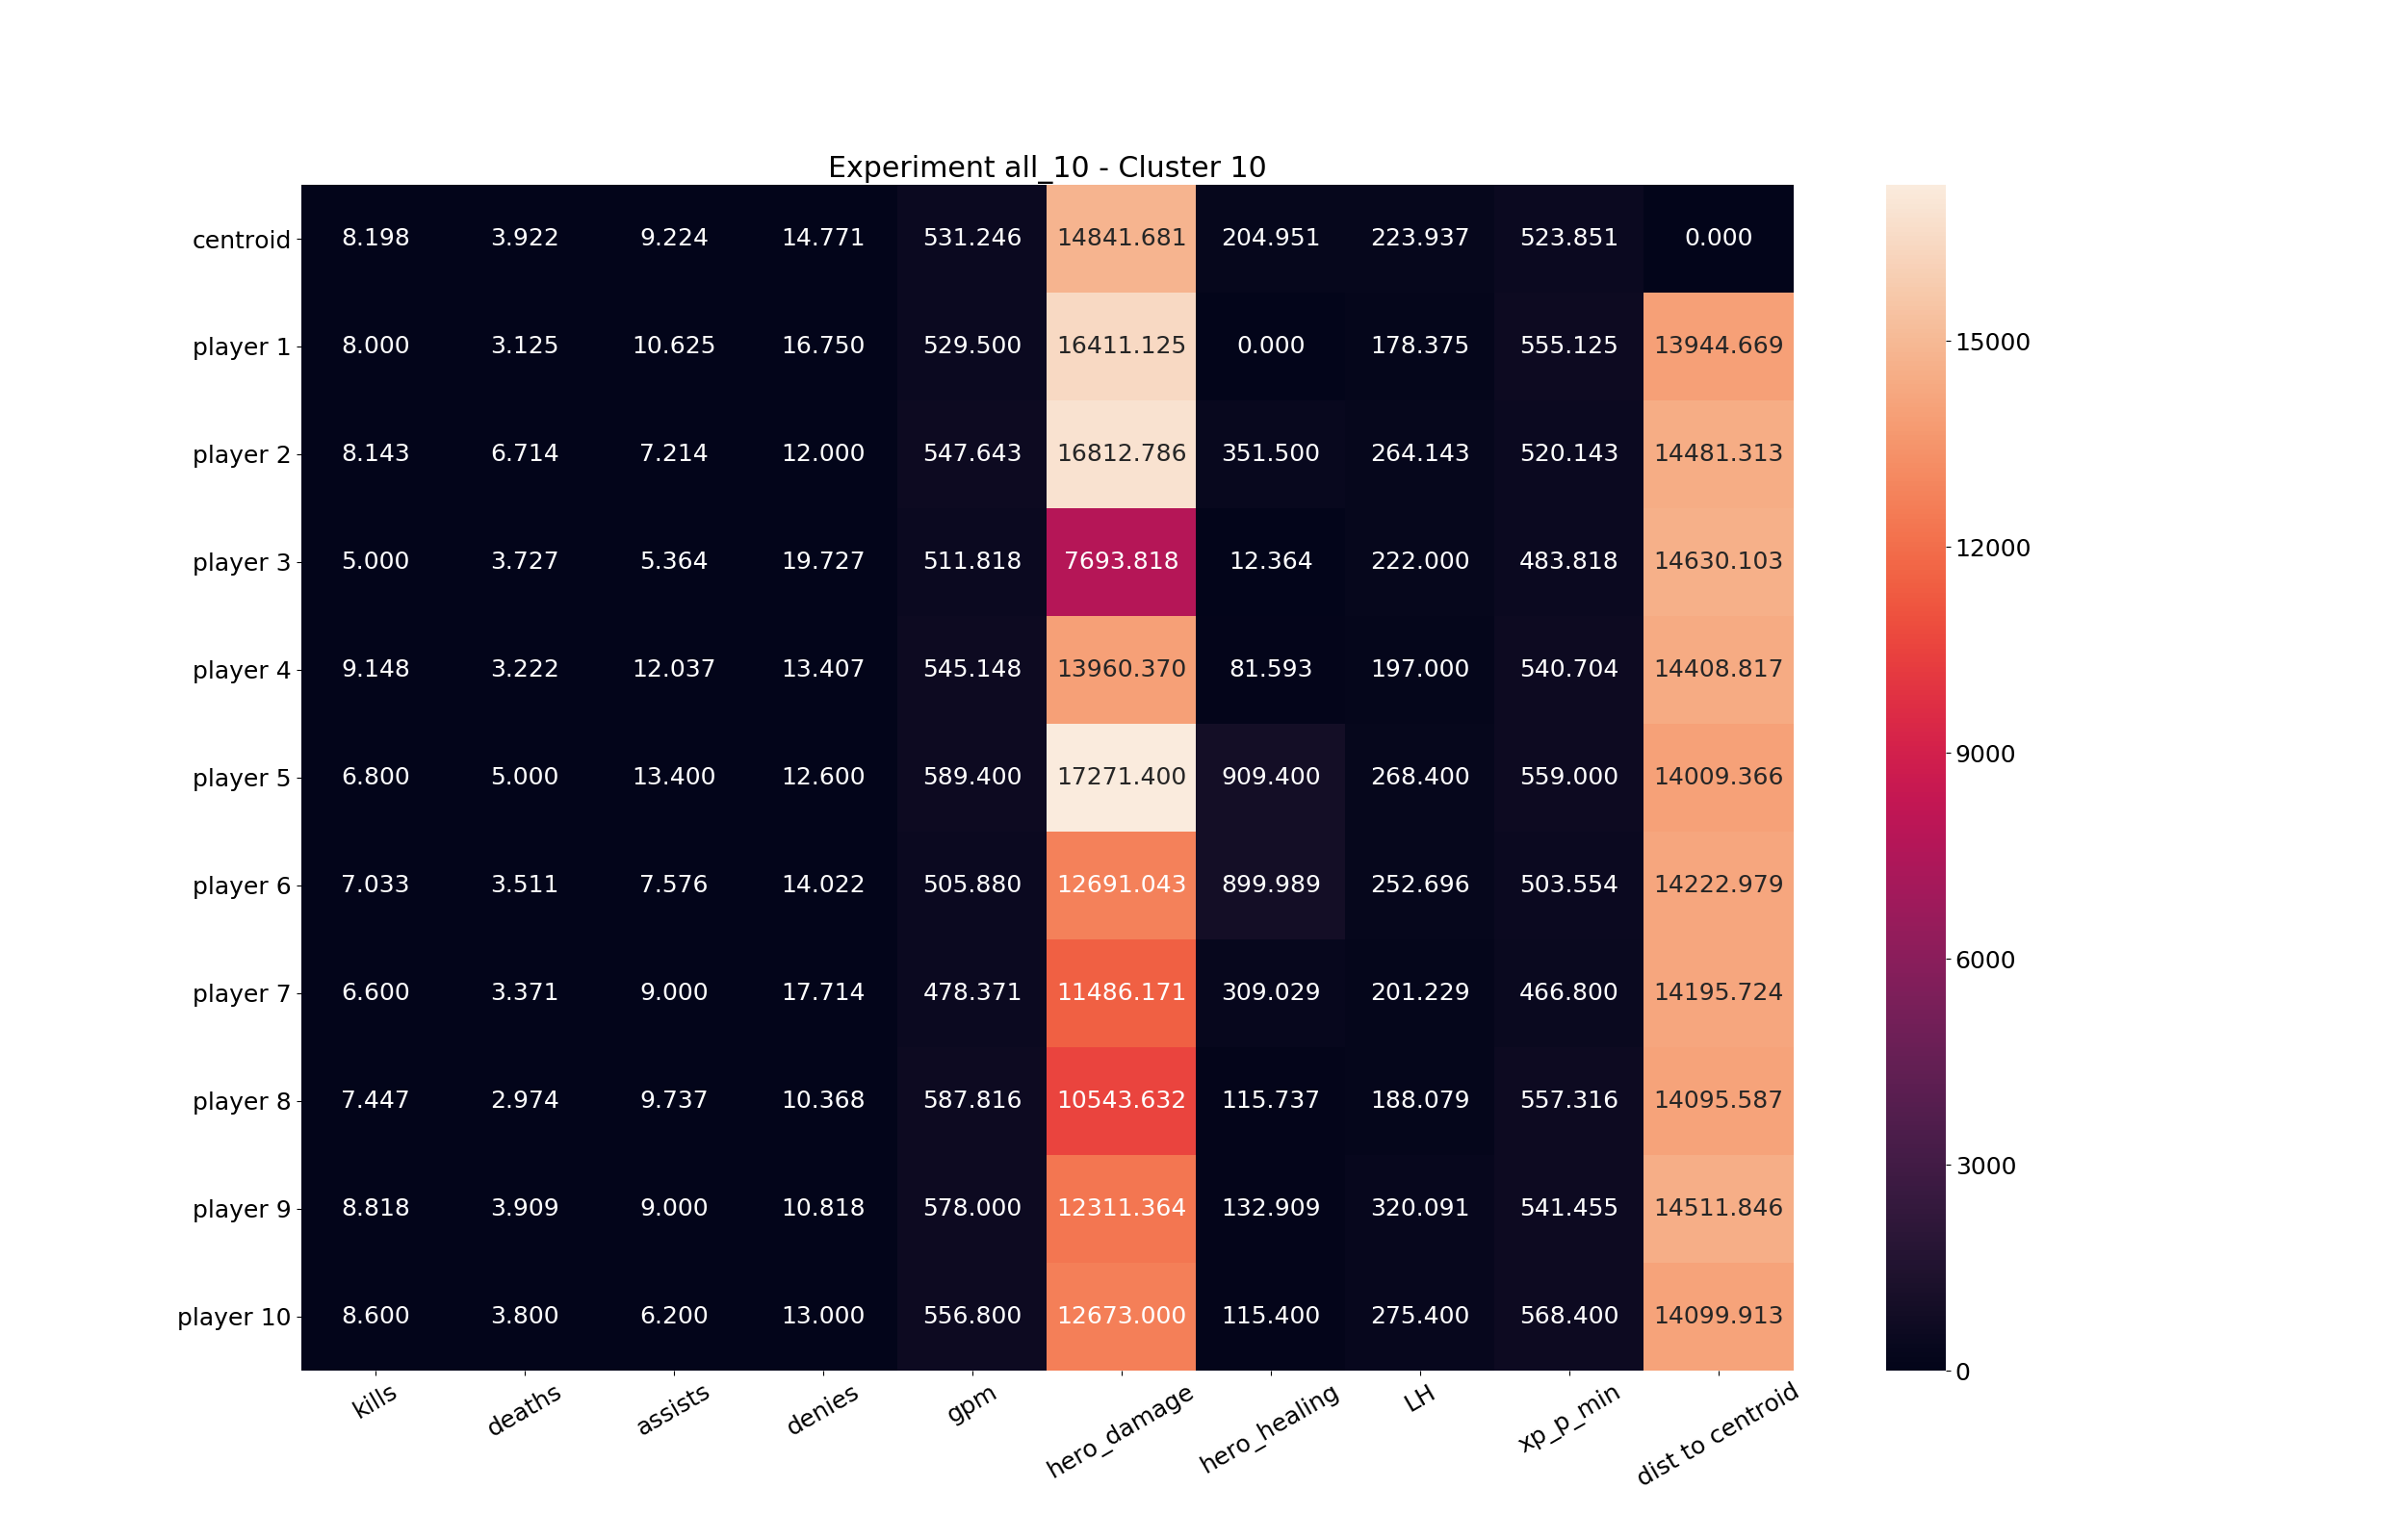 Experiment all_10 - Cluster 10
centroid 8.198 3.922 9.224 14.771 531.246 14841.681 204.951 223.937 523.851 0.000
player 1 8.000 3.125 10.625 16.750 529.500 16411.125 0.000 178.375 555.125 13944.669
player 2 8.143 6.714 7.214 12.000 547.643 16812.786 351.500 264.143 520.143 14481.313
player 3 5.000 3.727 5.364 19.727 511.818 7693.818 12.364 222.000 483.818 14630.103
player 4 9.148 3.222 12.037 13.407 545.148 13960.370 81.593 197.000 540.704 14408.817
player 5 6.800 5.000 13.400 12.600 589.400 17271.400 909.400 268.400 559.000 14009.366
player 6 7.033 3.511 7.576 14.022 505.880 12691.043 899.989 252.696 503.554 14222.979
player 7 6.600 3.371 9.000 17.714 478.371 11486.171 309.029 201.229 466.800 14195.724
player 8 7.447 2.974 9.737 10.368 587.816 10543.632 115.737 188.079 557.316 14095.587
player 9 8.818 3.909 9.000 10.818 578.000 12311.364 132.909 320.091 541.455 14511.846
player 10 8.600 3.800 6.200 13.000 556.800 12673.000 115.400 275.400 568.400 14099.913
kills deaths assists denies gpm hero_damage hero_healing LH xp_p_min dist to centroid
15000
12000
9000
6000
3000
0